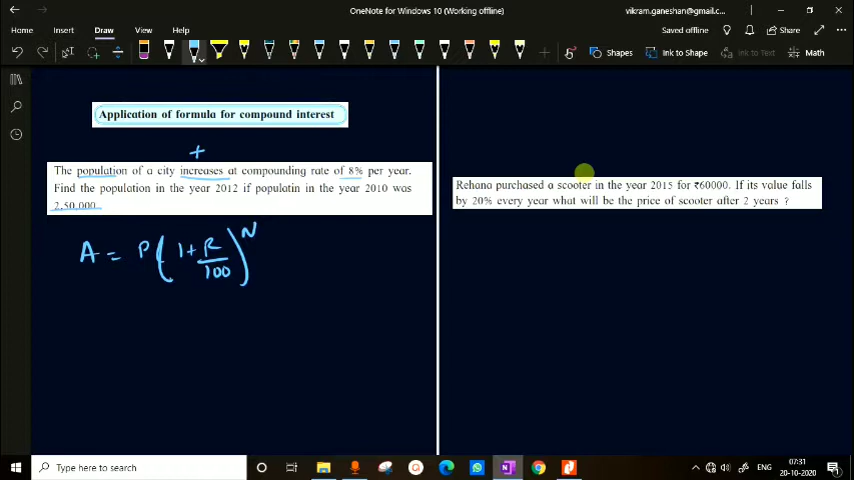 OneNote for Windows 10 (Working offline)
vikram.ganeshan@gmail.c...
Home Insert Draw View Help
Saved offline Share
Shapes Ink to Shape Ink to Text Math
Application of formula for compound interest
+
The population of a city increases at compounding rate of 8% per year.
Find the population in the year 2012 if populatin in the year 2010 was
2,50,000.
A = P(1+R/100)^N
Rehana purchased a scooter in the year 2015 for ₹60000. If its value falls
by 20% every year what will be the price of scooter after 2 years ?
Type here to search
ENG
07:31
20-10-2020
1